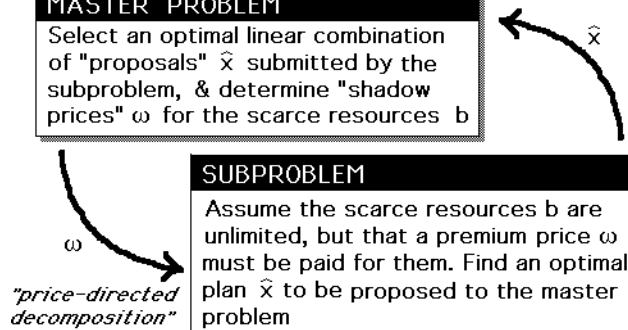 MASTER PROBLEM
Select an optimal linear combination
of "proposals" x̂ submitted by the
subproblem, & determine "shadow
prices" ω for the scarce resources b
x̂
SUBPROBLEM
Assume the scarce resources b are
unlimited, but that a premium price ω
must be paid for them. Find an optimal
plan x̂ to be proposed to the master
problem
ω
"price-directed
decomposition"